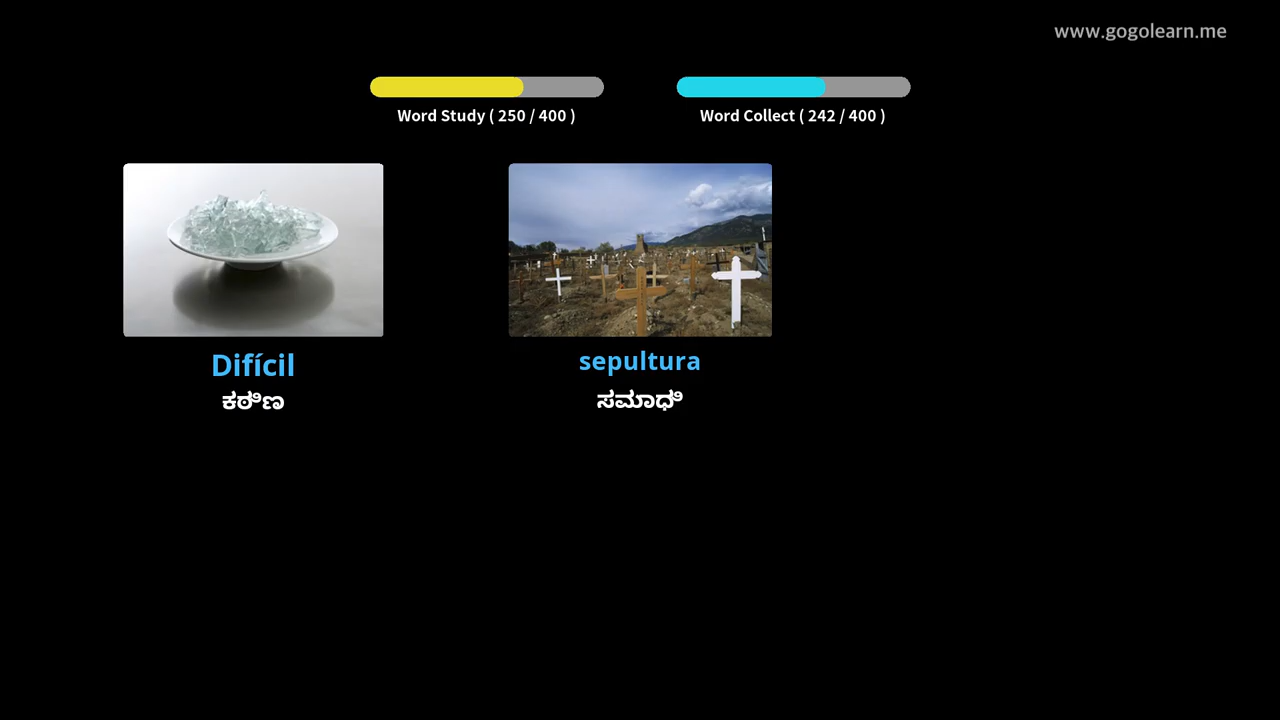 www.gogolearn.me
Word Study ( 250 / 400 )
Word Collect ( 242 / 400 )
Difícil
ಕಠಿಣ
sepultura
ಸಮಾಧಿ